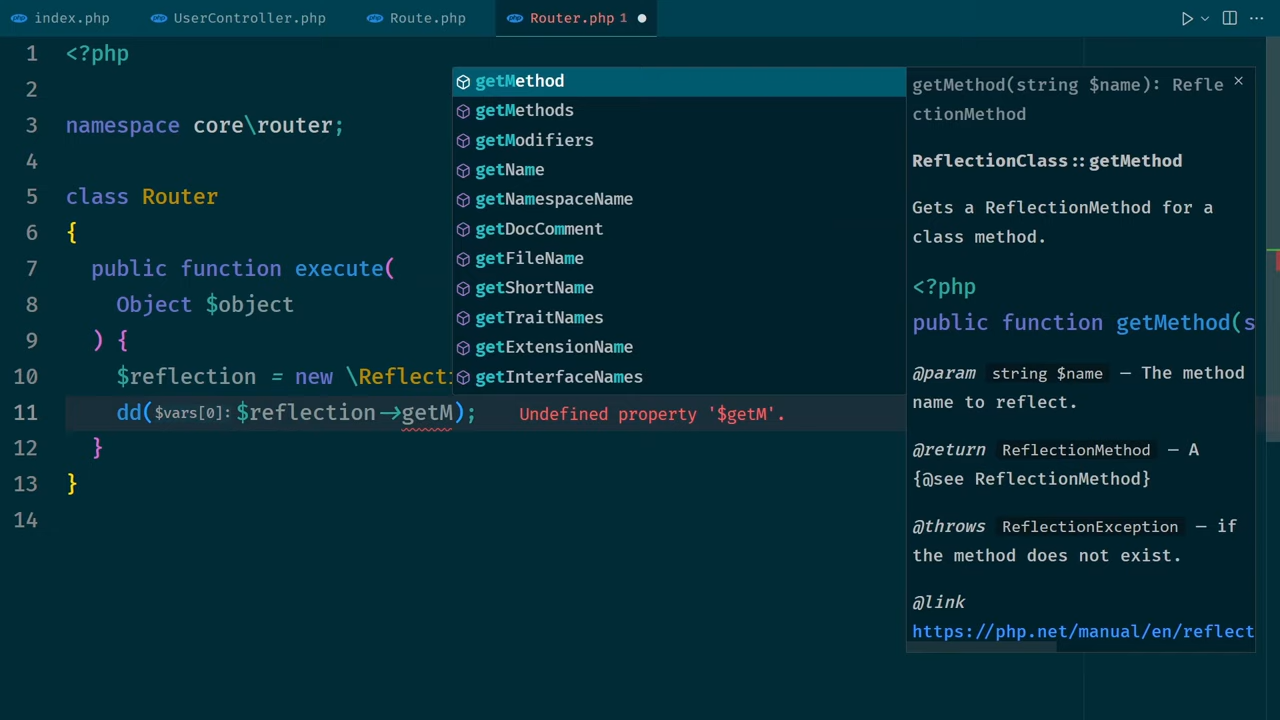 index.php UserController.php Route.php Router.php 1
1 <?php
2
3 namespace core\router;
4
5 class Router
6 {
7 public function execute(
8 Object $object
9 ) {
10 $reflection = new \Reflecti
11 dd($vars[0]: $reflection->getM); Undefined property '$getM'.
12 }
13 }
14
getMethod
getMethods
getModifiers
getName
getNamespaceName
getDocComment
getFileName
getShortName
getTraitNames
getExtensionName
getInterfaceNames
getMethod(string $name): Refle
ctionMethod
ReflectionClass::getMethod
Gets a ReflectionMethod for a
class method.
<?php
public function getMethod(s
@param string $name — The method
name to reflect.
@return ReflectionMethod — A
{@see ReflectionMethod}
@throws ReflectionException — if
the method does not exist.
@link
https://php.net/manual/en/reflect